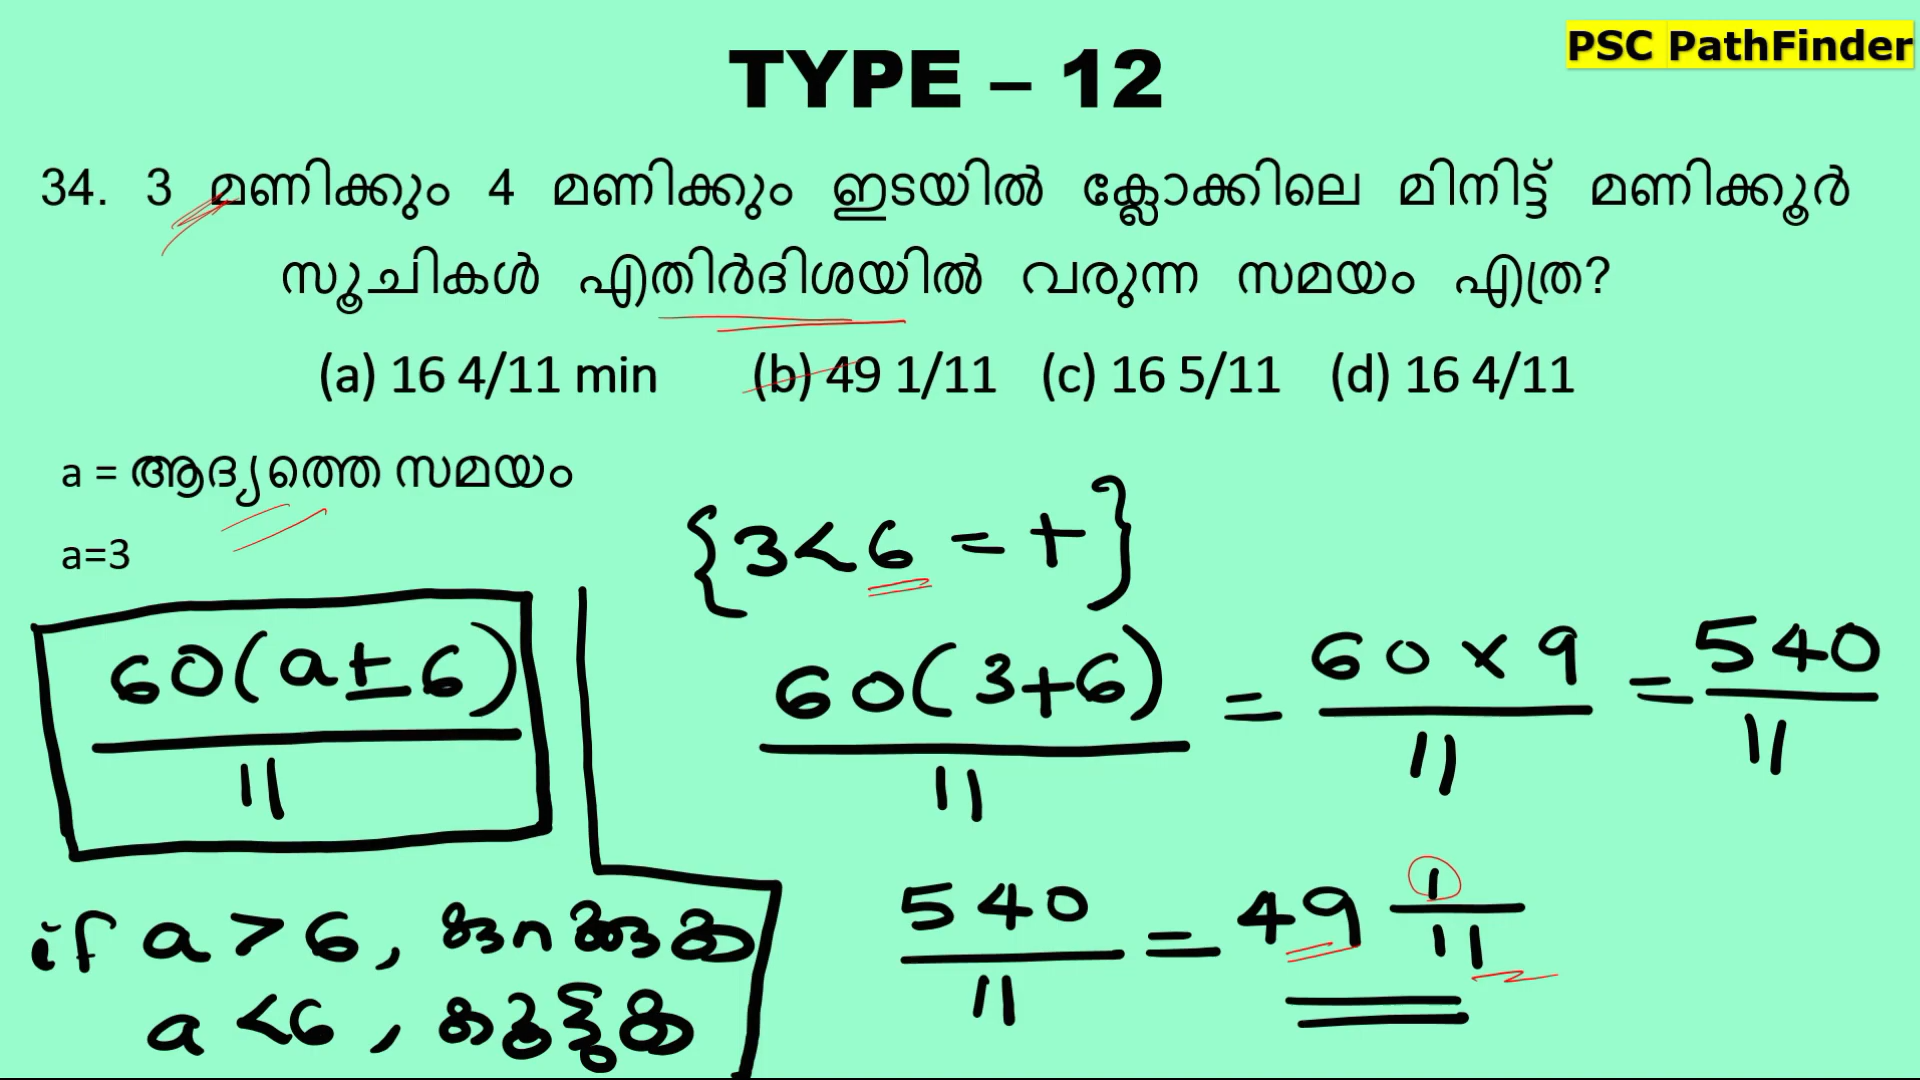 TYPE – 12
PSC PathFinder
34. 3 മണിക്കും 4 മണിക്കും ഇടയിൽ ക്ലോക്കിലെ മിനിട്ട് മണിക്കൂർ
സൂചികൾ എതിർദിശയിൽ വരുന്ന സമയം എത്ര?
(a) 16 4/11 min (b) 49 1/11 (c) 16 5/11 (d) 16 4/11
a = ആദ്യത്തെ സമയം
a=3
{3<6 = +}
60(a±6)/11
60(3+6)/11 = 60×9/11 = 540/11
540/11 = 49 1/11
if a > 6,
a < 6, കൂട്ടുക